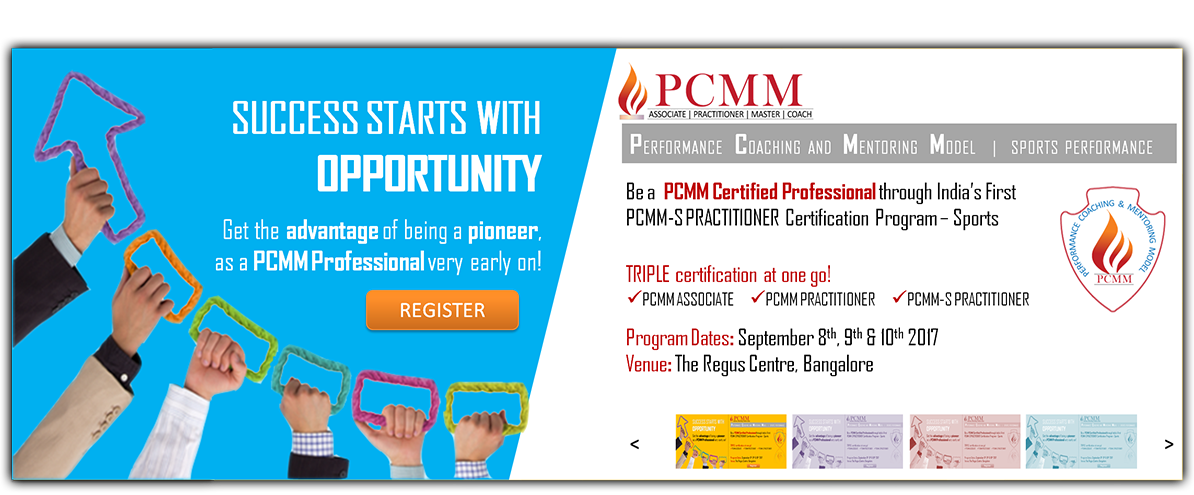 SUCCESS STARTS WITH
OPPORTUNITY
Get the advantage of being a pioneer,
as a PCMM Professional very early on!
REGISTER
PCMM
ASSOCIATE | PRACTITIONER | MASTER | COACH
PERFORMANCE COACHING AND MENTORING MODEL | SPORTS PERFORMANCE
Be a PCMM Certified Professional through India's First
PCMM-S PRACTITIONER Certification Program – Sports
PERFORMANCE COACHING & MENTORING MODEL
PCMM
TRIPLE certification at one go!
✓PCMM ASSOCIATE ✓PCMM PRACTITIONER ✓PCMM-S PRACTITIONER
Program Dates: September 8th, 9th & 10th 2017
Venue: The Regus Centre, Bangalore
< >